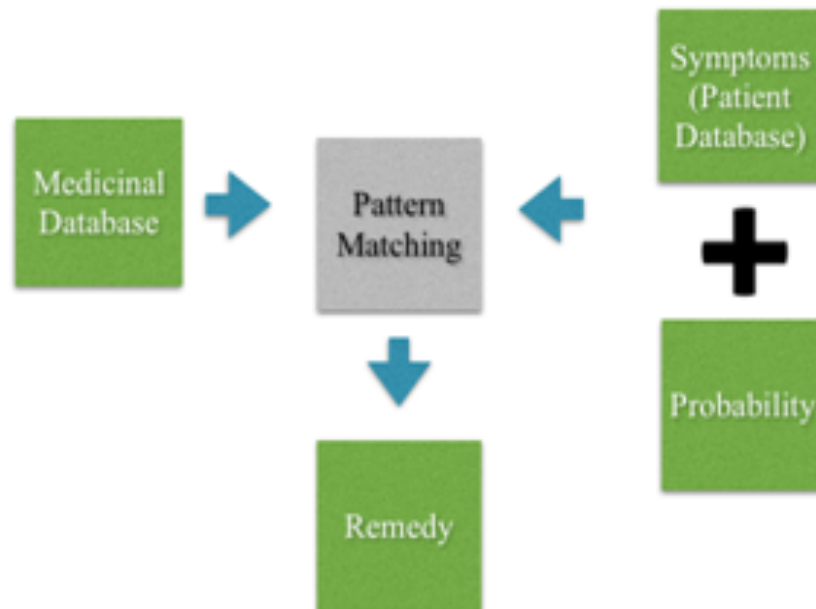 Symptoms
(Patient
Database)
Medicinal
Database
Pattern
Matching
Probability
Remedy